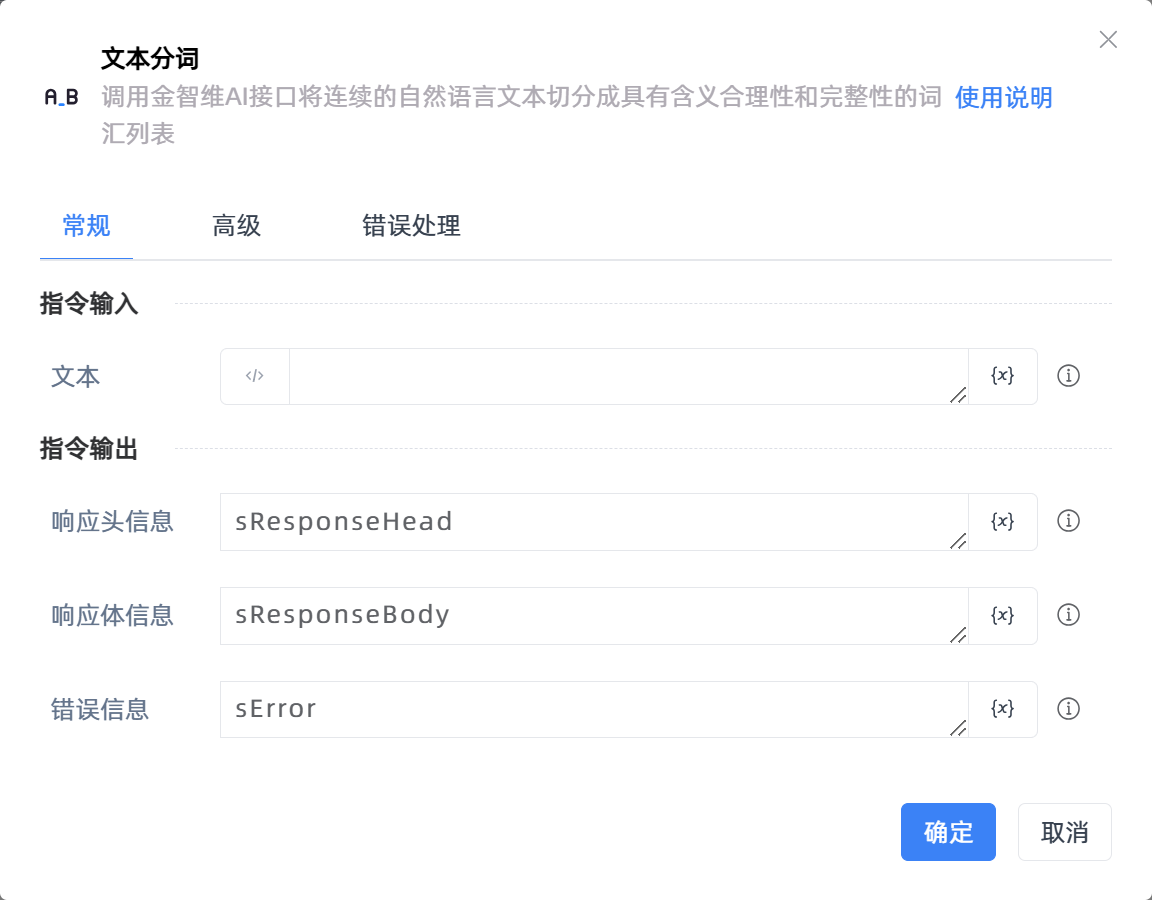 文本分词
A_B
调用金智维AI接口将连续的自然语言文本切分成具有含义合理性和完整性的词 使用说明
汇列表
常规 高级 错误处理
指令输入
文本 </> {x}
指令输出
响应头信息 sResponseHead {x}
响应体信息 sResponseBody {x}
错误信息 sError {x}
确定 取消